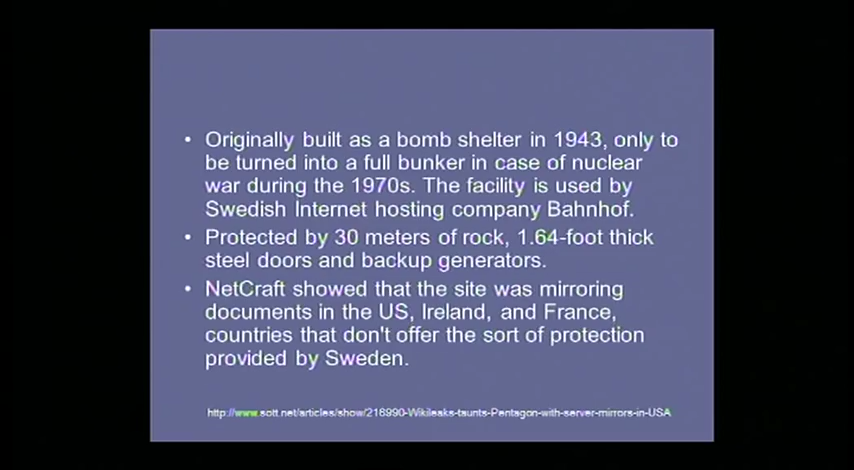 • Originally built as a bomb shelter in 1943, only to
be turned into a full bunker in case of nuclear
war during the 1970s. The facility is used by
Swedish Internet hosting company Bahnhof.
• Protected by 30 meters of rock, 1.64-foot thick
steel doors and backup generators.
• NetCraft showed that the site was mirroring
documents in the US, Ireland, and France,
countries that don't offer the sort of protection
provided by Sweden.
http://www.sott.net/articles/show/216990-Wikileaks-taunts-Pentagon-with-server-mirrors-in-USA